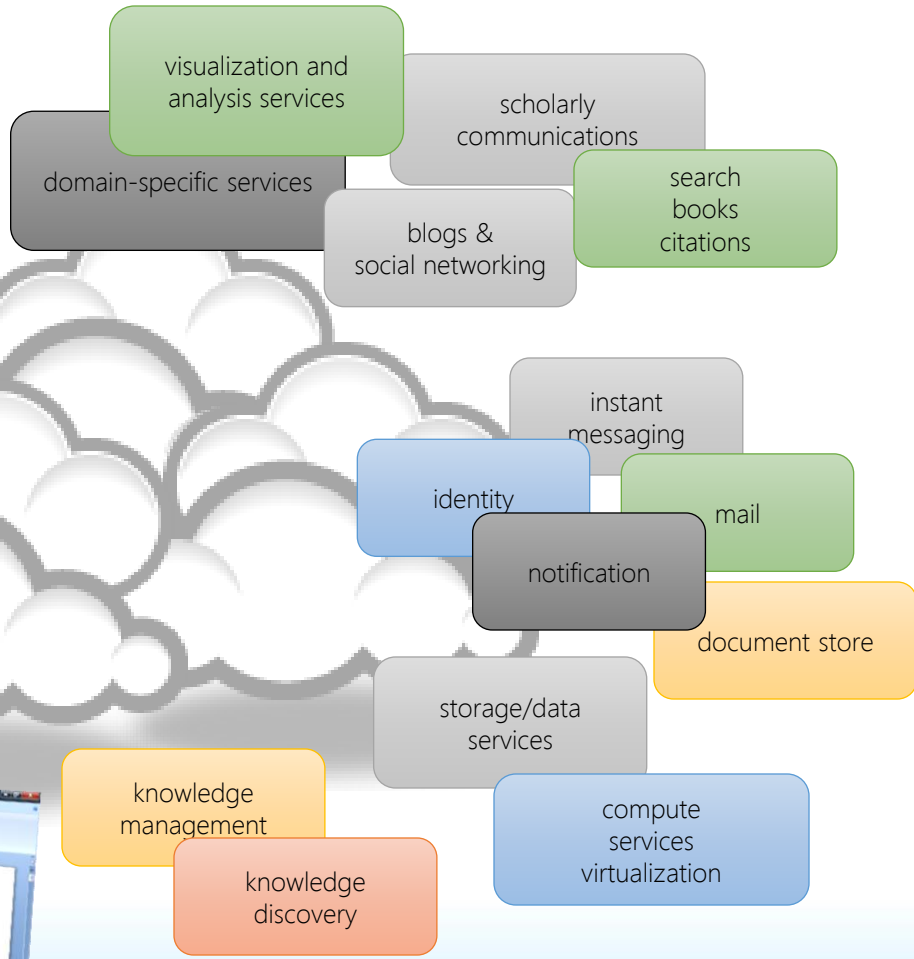 visualization and
analysis services
scholarly
communications
domain-specific services
search
books
citations
blogs &
social networking
instant
messaging
identity
mail
notification
document store
storage/data
services
knowledge
management
compute
services
virtualization
knowledge
discovery